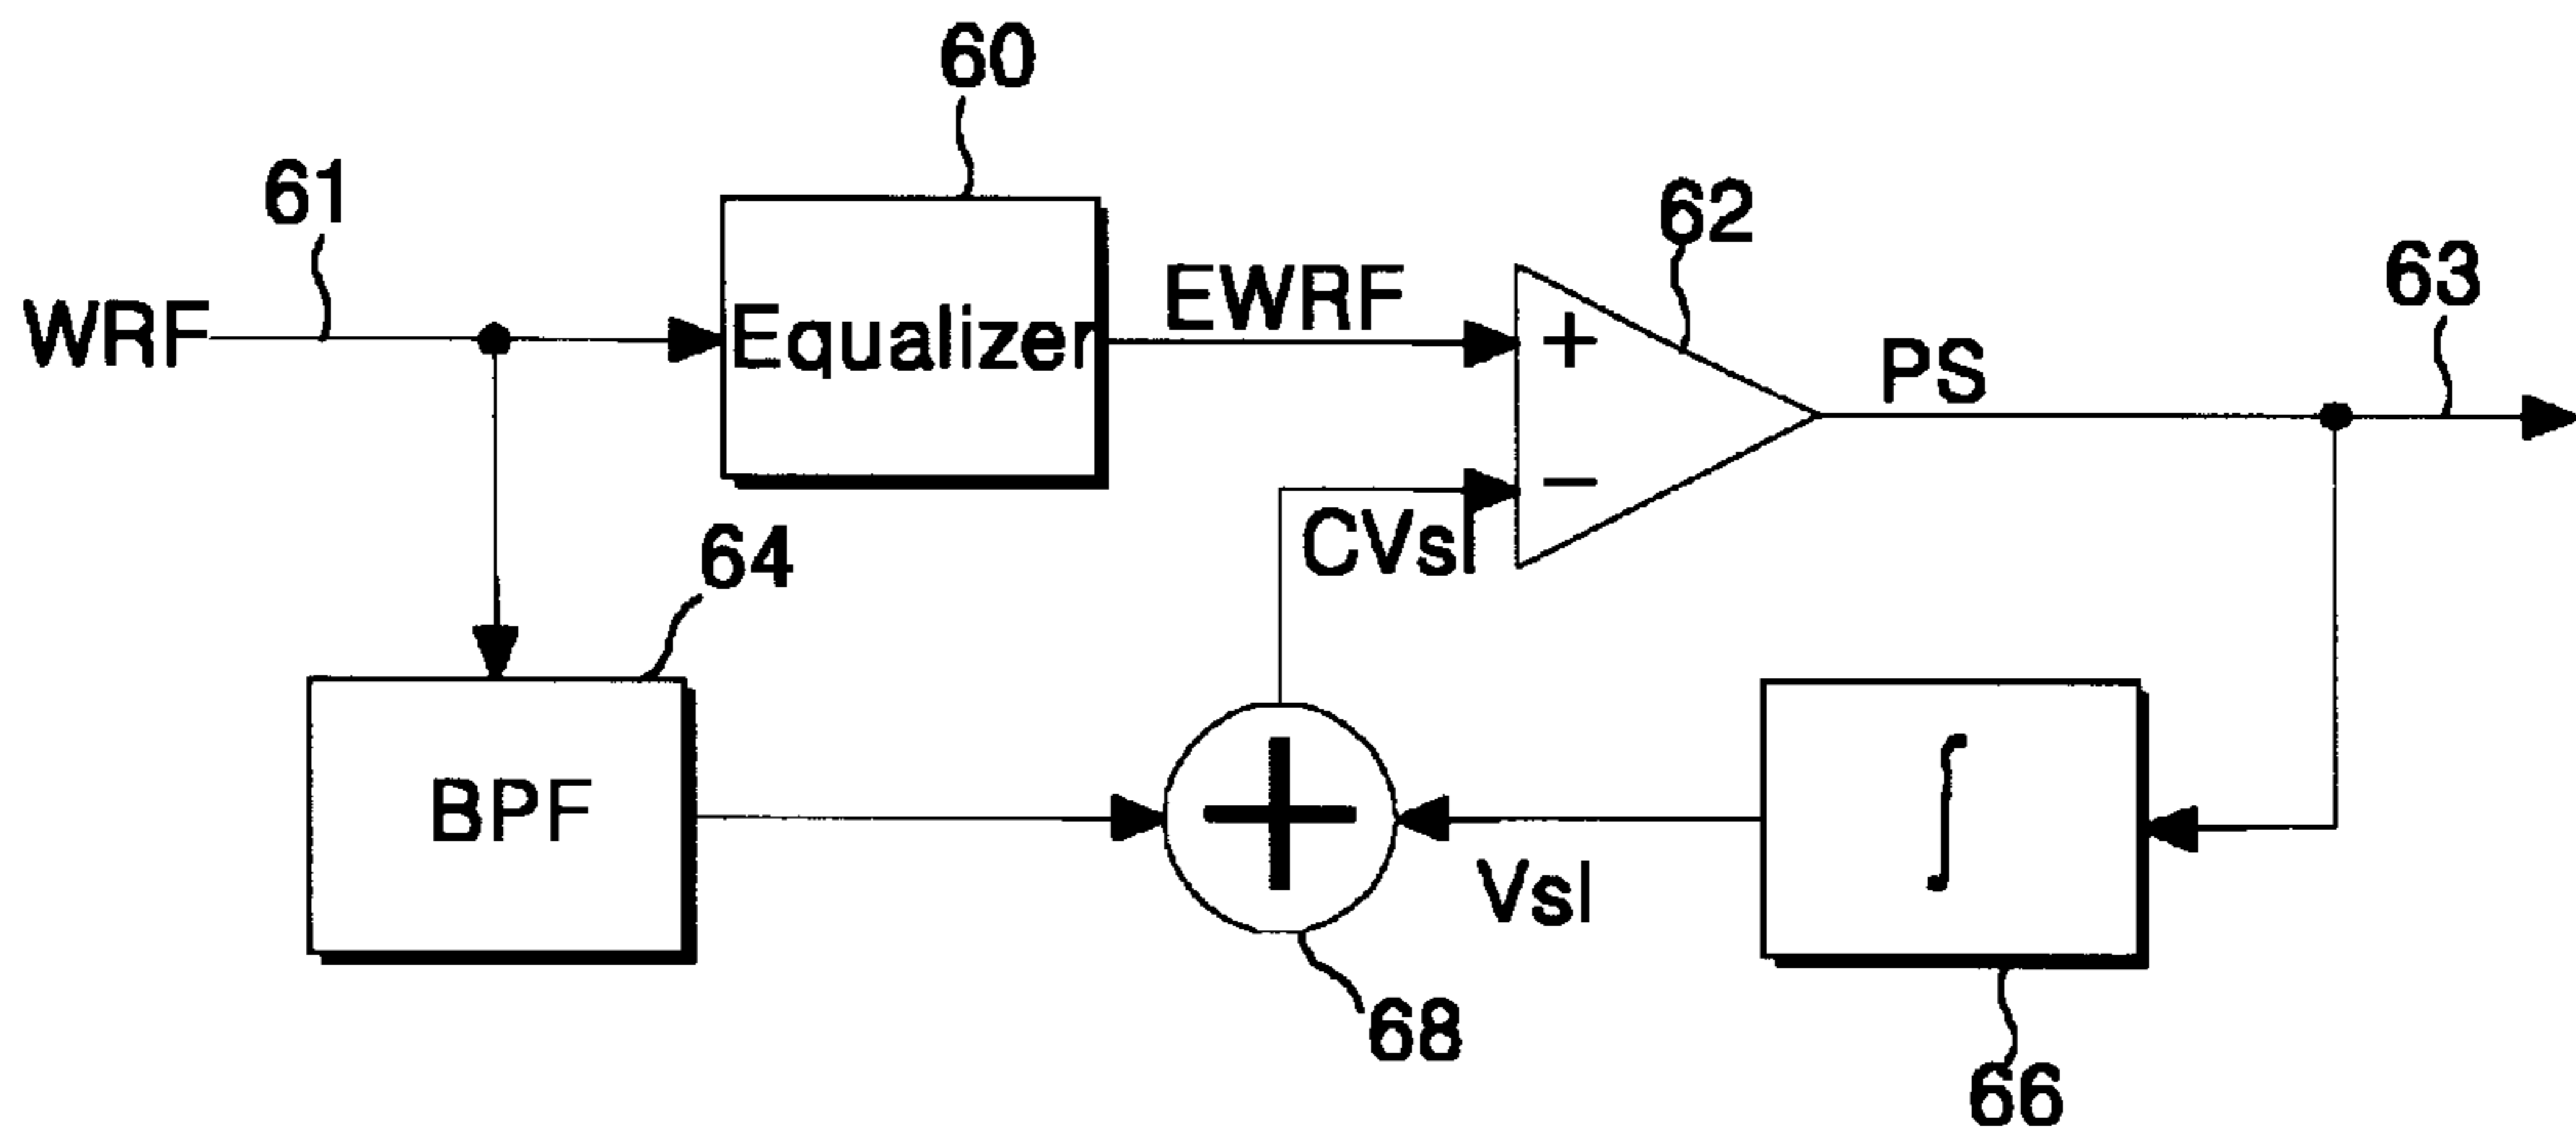 60
61
62
WRF
Equalizer
EWRF
+
63
PS
−
CVsl
64
BPF
+
∫
Vsl
68
66